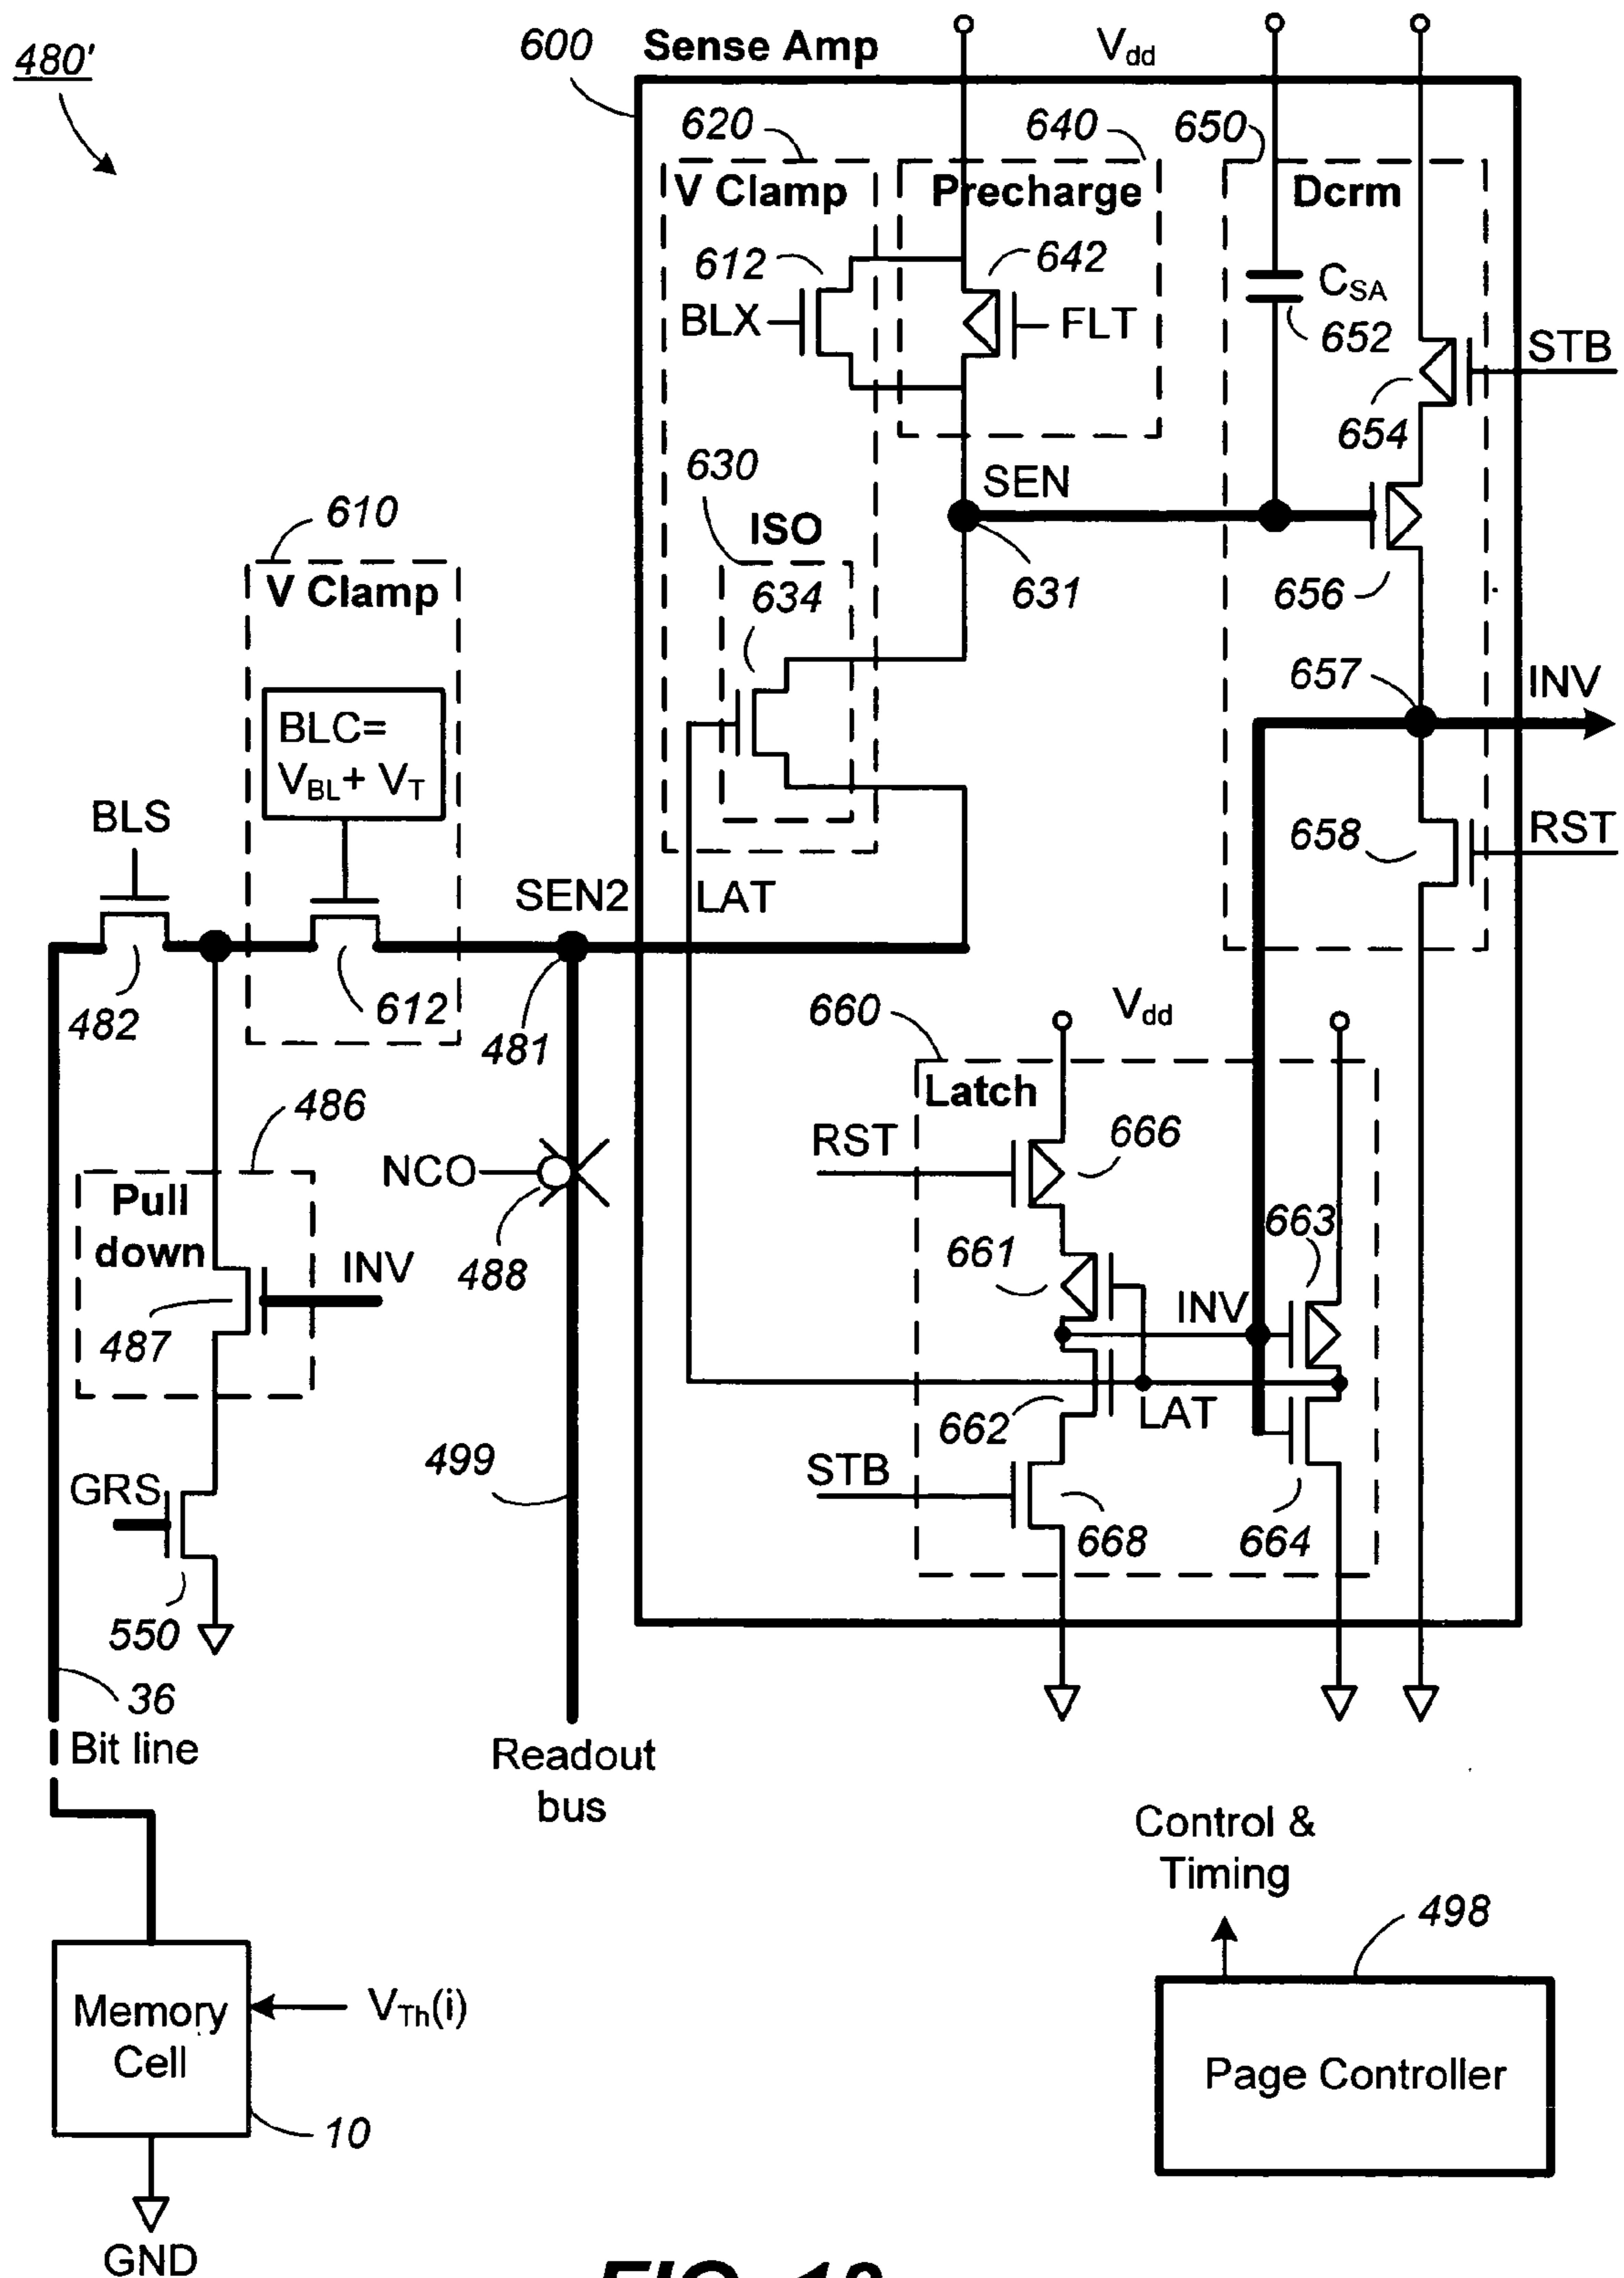 480'
600
Sense Amp
Vdd
620
640
650
V Clamp
Precharge
Dcrm
612
642
BLX
FLT
CSA
652
STB
654
630
SEN
610
ISO
V Clamp
634
631
656
BLC=
VBL+ VT
657
INV
BLS
658
RST
SEN2
LAT
482
612
481
660
Vdd
486
Latch
NCO
RST
666
Pull
down
INV
488
661
663
INV
487
662
LAT
499
STB
GRS
668
664
550
36
Bit line
Readout
bus
Control &
Timing
498
Memory
Cell
VTh(i)
Page Controller
10
GND